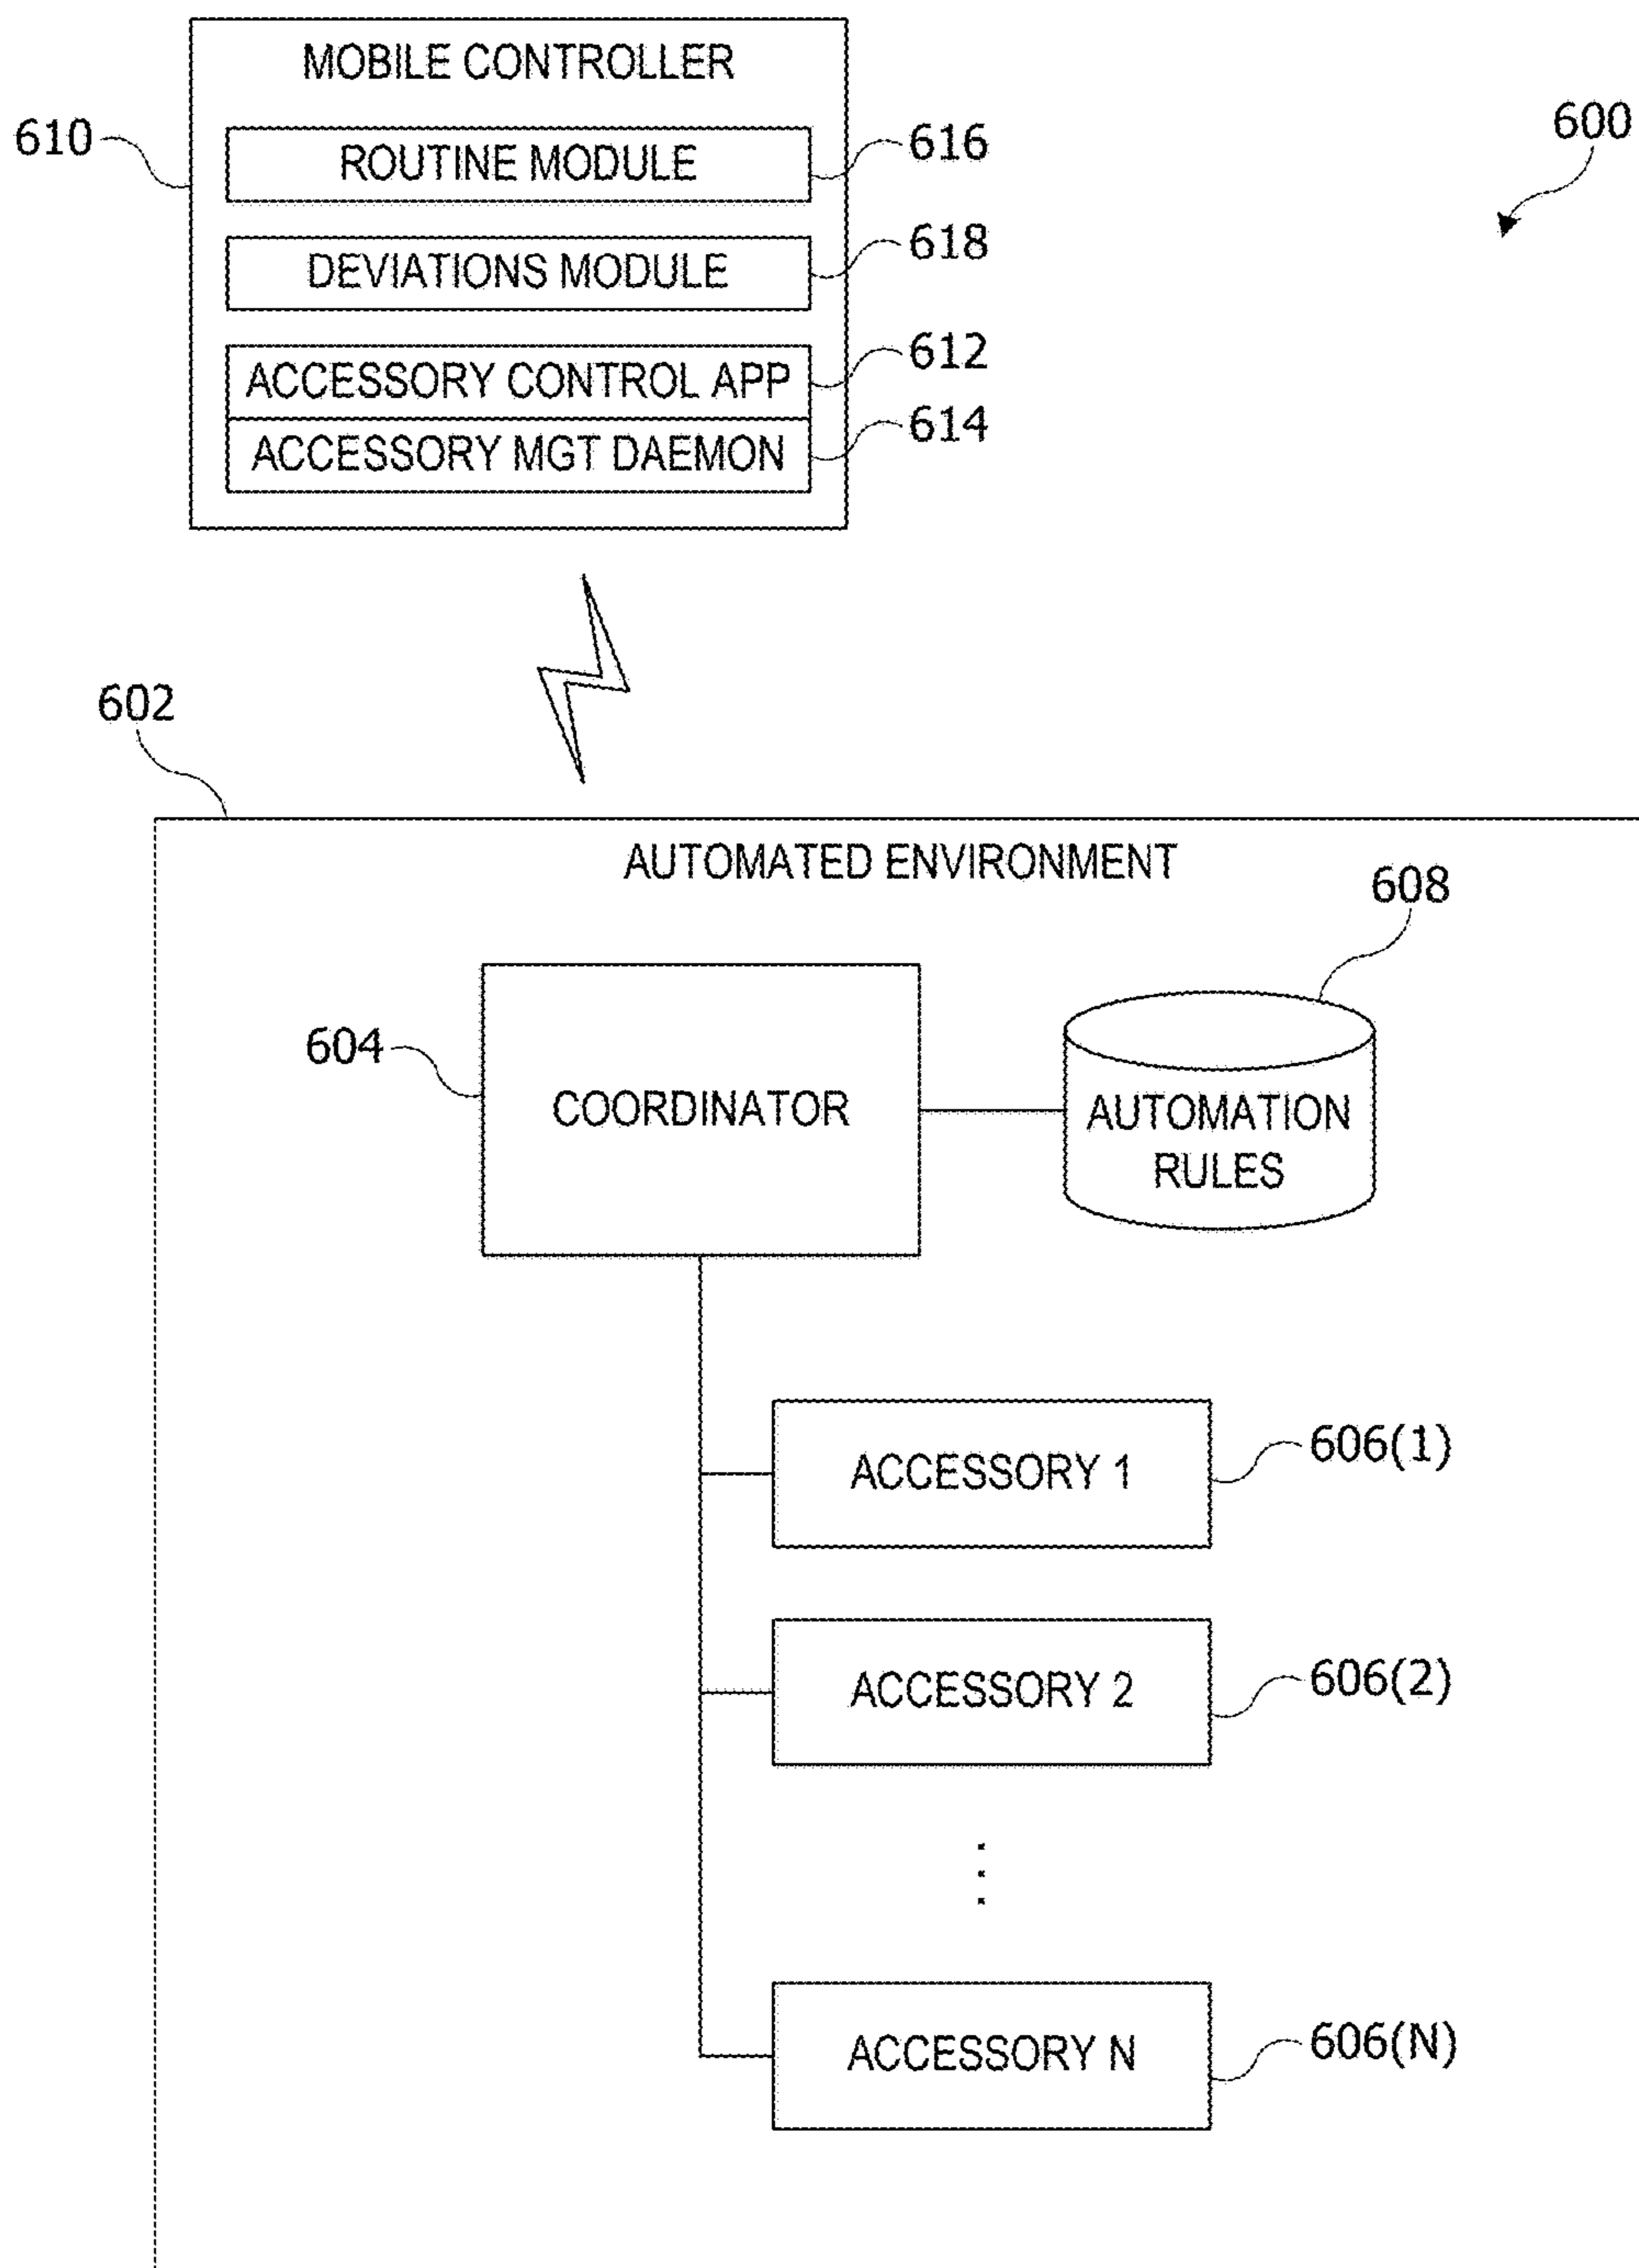 MOBILE CONTROLLER
610
ROUTINE MODULE
616
600
DEVIATIONS MODULE
618
ACCESSORY CONTROL APP
612
ACCESSORY MGT DAEMON
614
602
AUTOMATED ENVIRONMENT
608
604
COORDINATOR
AUTOMATION
RULES
ACCESSORY 1
606(1)
ACCESSORY 2
606(2)
ACCESSORY N
606(N)